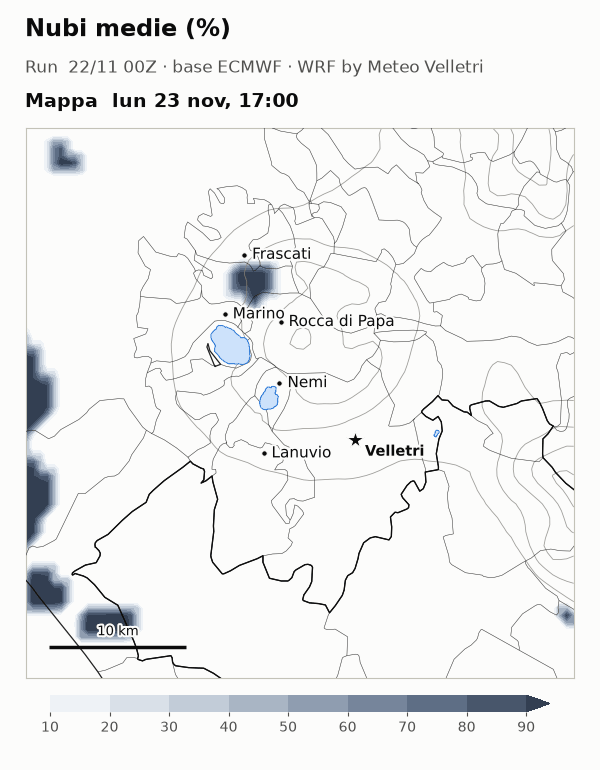 Nubi medie (%)
Run  22/11 00Z · base ECMWF · WRF by Meteo Velletri
Mappa  lun 23 nov, 17:00
Frascati
Marino
Rocca di Papa
Nemi
Velletri
Lanuvio
10 km
10 20 30 40 50 60 70 80 90